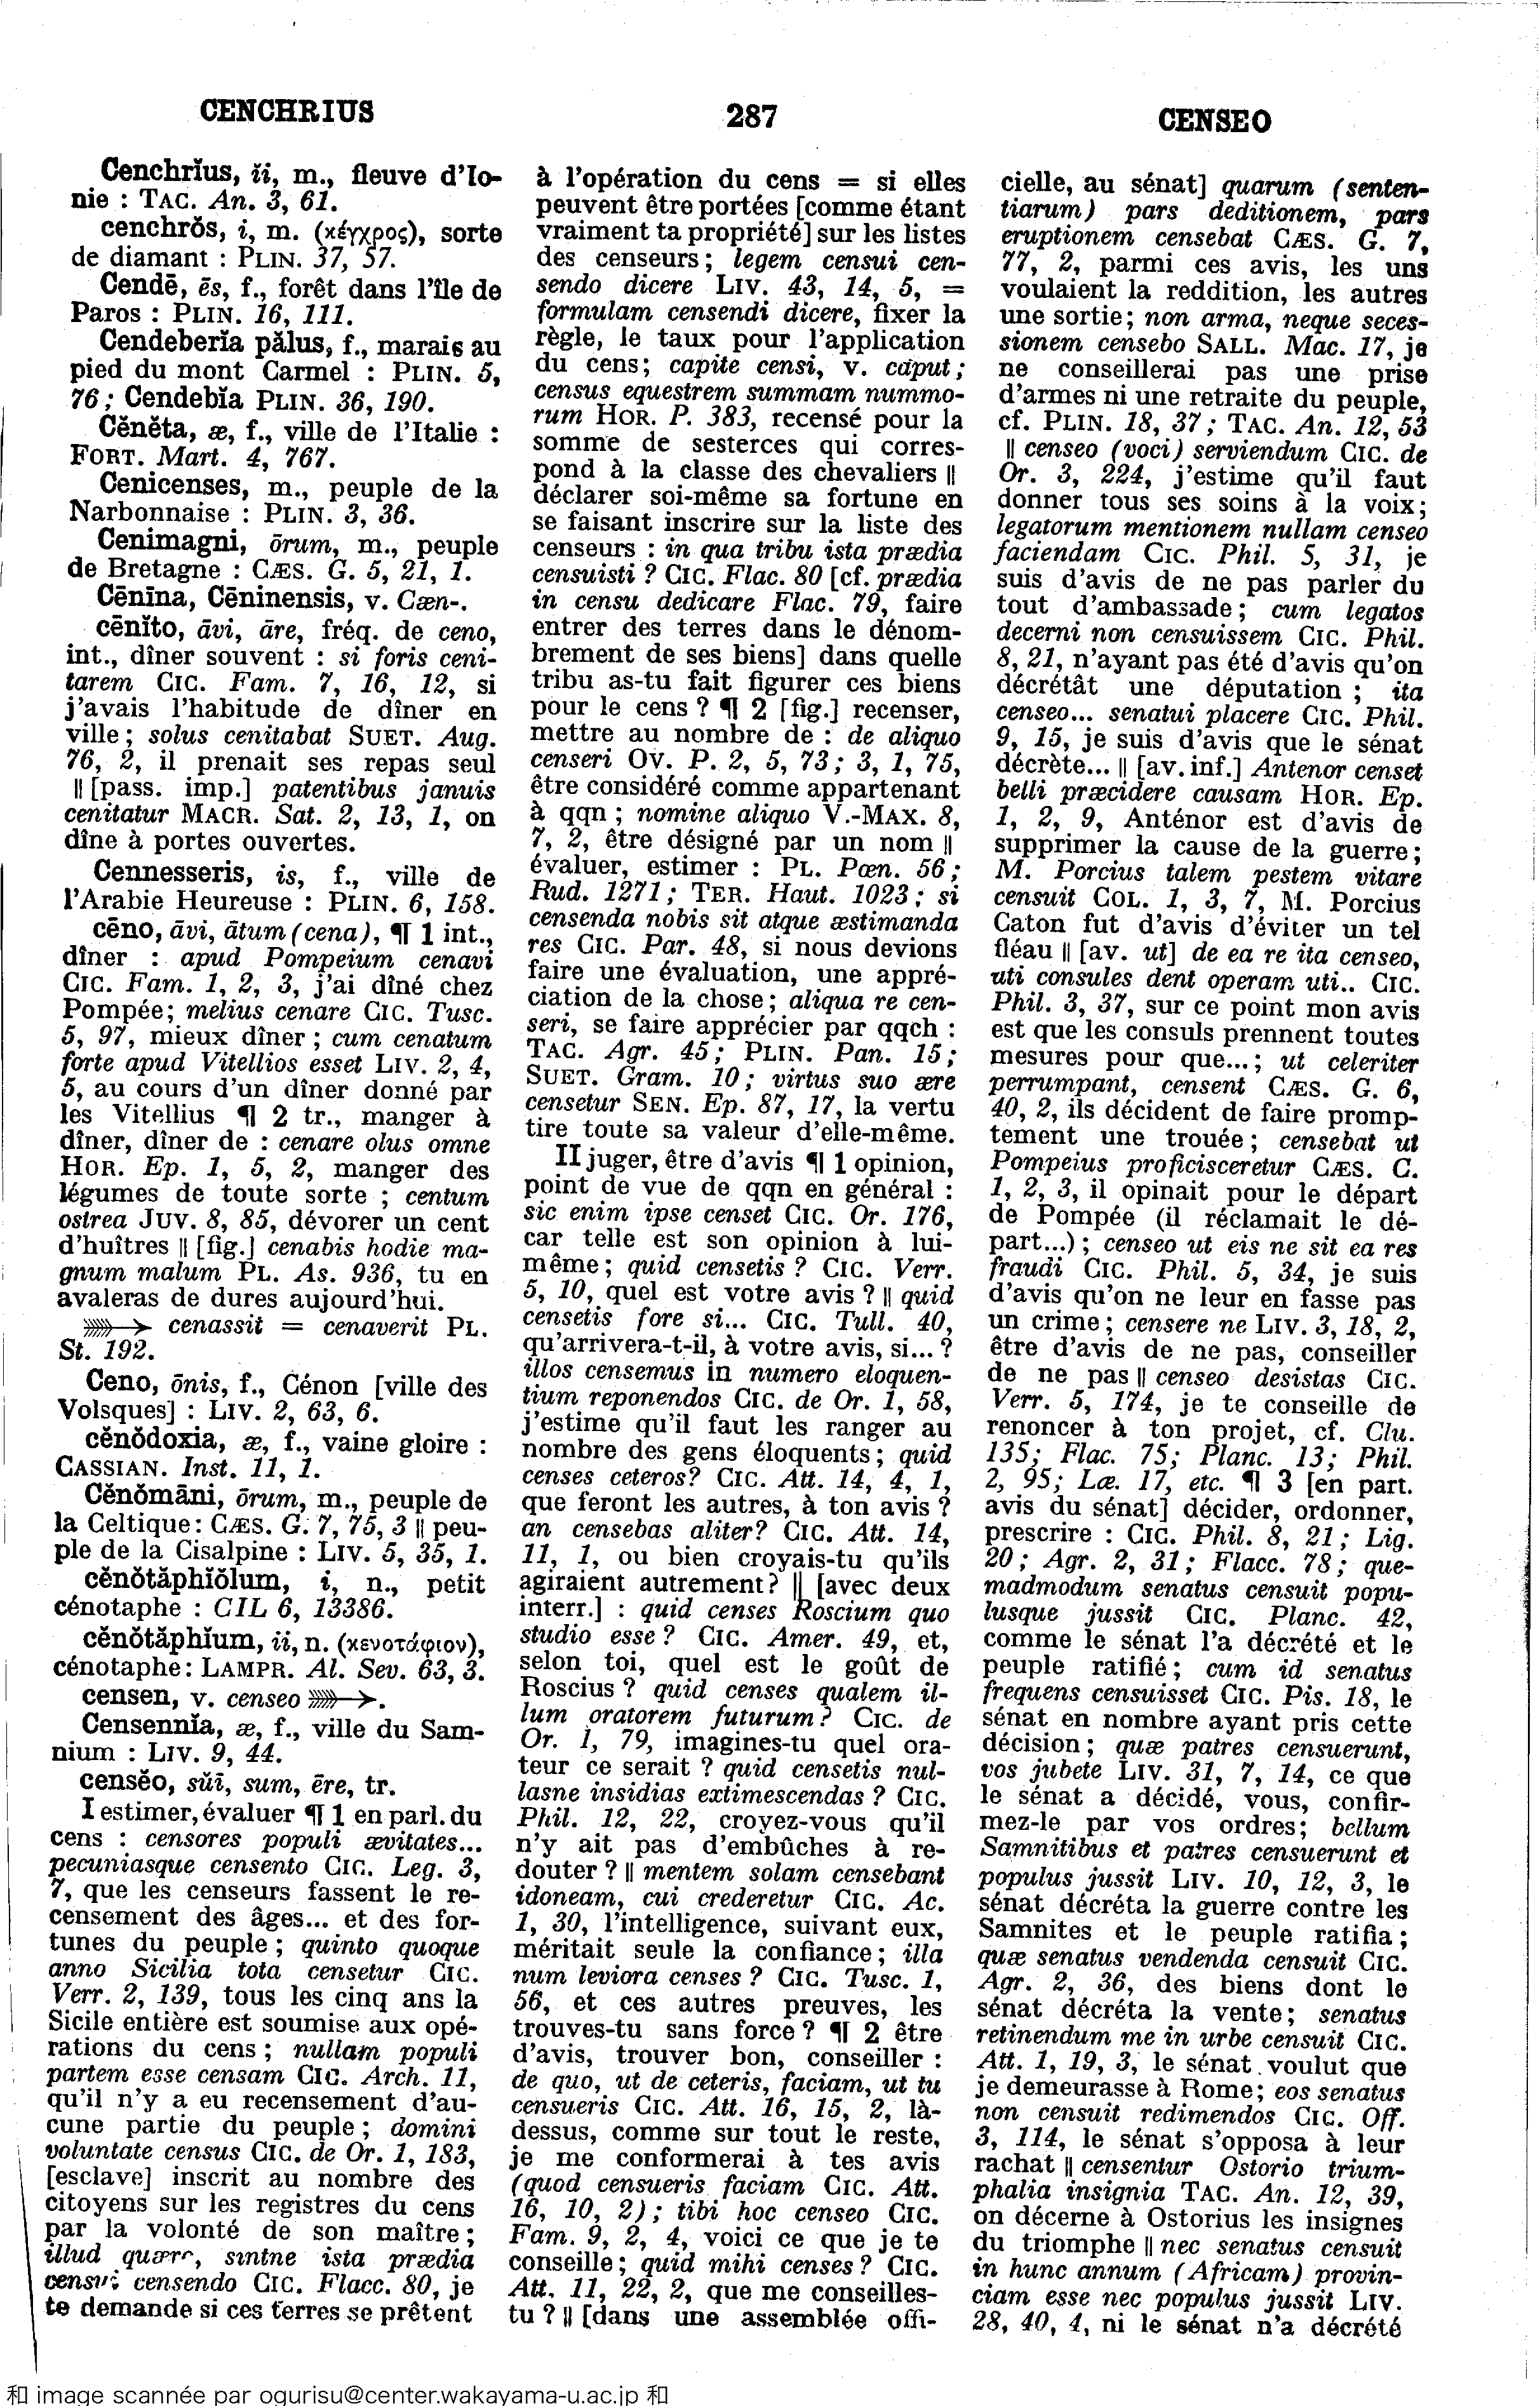 CENCHRIUS
287
CENSEO
Cenchrĭus, ĭi, m., fleuve d'Io-
nie : TAC. An. 3, 61.
cenchrŏs, i, m. (κέγχρος), sorte
de diamant : PLIN. 37, 57.
Cendē, ēs, f., forêt dans l'île de
Paros : PLIN. 16, 111.
Cendeberĭa pălus, f., marais au
pied du mont Carmel : PLIN. 5,
76; Cendebĭa PLIN. 36, 190.
Cĕnĕta, æ, f., ville de l'Italie :
FORT. Mart. 4, 767.
Cenicenses, m., peuple de la
Narbonnaise : PLIN. 3, 36.
Cenimagni, ōrum, m., peuple
de Bretagne : CÆS. G. 5, 21, 1.
Cēnīna, Cēninensis, v. Cæn-.
cēnĭto, āvi, āre, fréq. de ceno,
int., dîner souvent : si foris ceni-
tarem CIC. Fam. 7, 16, 12, si
j'avais l'habitude de dîner en
ville; solus cenitabat SUET. Aug.
76, 2, il prenait ses repas seul
‖ [pass. imp.] patentibus januis
cenitatur MACR. Sat. 2, 13, 1, on
dîne à portes ouvertes.
Cennesseris, is, f., ville de
l'Arabie Heureuse : PLIN. 6, 158.
cēno, āvi, ātum (cena), ¶ 1 int.,
dîner : apud Pompeium cenavi
CIC. Fam. 1, 2, 3, j'ai dîné chez
Pompée; melius cenare CIC. Tusc.
5, 97, mieux dîner ; cum cenatum
forte apud Vitellios esset LIV. 2, 4,
5, au cours d'un dîner donné par
les Vitellius ¶ 2 tr., manger à
dîner, dîner de : cenare olus omne
HOR. Ep. 1, 5, 2, manger des
légumes de toute sorte ; centum
ostrea JUV. 8, 85, dévorer un cent
d'huîtres ‖ [fig.] cenabis hodie ma-
gnum malum PL. As. 936, tu en
avaleras de dures aujourd'hui.
➳ cenassit = cenaverit PL.
St. 192.
Ceno, ōnis, f., Cénon [ville des
Volsques] : LIV. 2, 63, 6.
cĕnŏdoxia, æ, f., vaine gloire :
CASSIAN. Inst. 11, 1.
Cĕnŏmāni, ōrum, m., peuple de
la Celtique : CÆS. G. 7, 75, 3 ‖ peu-
ple de la Cisalpine : LIV. 5, 35, 1.
cĕnŏtăphĭŏlum, i, n., petit
cénotaphe : CIL 6, 13386.
cĕnŏtăphĭum, ii, n. (κενοτάφιον),
cénotaphe : LAMPR. Al. Sev. 63, 3.
censen, v. censeo ➳.
Censennĭa, æ, f., ville du Sam-
nium : LIV. 9, 44.
censĕo, sŭī, sum, ēre, tr.
I estimer, évaluer ¶ 1 en parl. du
cens : censores populi ævitates...
pecuniasque censento CIC. Leg. 3,
7, que les censeurs fassent le re-
censement des âges... et des for-
tunes du peuple ; quinto quoque
anno Sicilia tota censetur CIC.
Verr. 2, 139, tous les cinq ans la
Sicile entière est soumise aux opé-
rations du cens ; nullam populi
partem esse censam CIC. Arch. 11,
qu'il n'y a eu recensement d'au-
cune partie du peuple ; domini
voluntate census CIC. de Or. 1, 183,
[esclave] inscrit au nombre des
citoyens sur les registres du cens
par la volonté de son maître ;
illud quære, sintne ista prædia
censui censendo CIC. Flacc. 80, je
te demande si ces terres se prêtent
à l'opération du cens = si elles
peuvent être portées [comme étant
vraiment ta propriété] sur les listes
des censeurs ; legem censui cen-
sendo dicere LIV. 43, 14, 5, =
formulam censendi dicere, fixer la
règle, le taux pour l'application
du cens ; capite censi, v. caput ;
census equestrem summam nummo-
rum HOR. P. 383, recensé pour la
somme de sesterces qui corres-
pond à la classe des chevaliers ‖
déclarer soi-même sa fortune en
se faisant inscrire sur la liste des
censeurs : in qua tribu ista prædia
censuisti ? CIC. Flac. 80 [cf. prædia
in censu dedicare Flac. 79, faire
entrer des terres dans le dénom-
brement de ses biens] dans quelle
tribu as-tu fait figurer ces biens
pour le cens ? ¶ 2 [fig.] recenser,
mettre au nombre de : de aliquo
censeri OV. P. 2, 5, 73; 3, 1, 75,
être considéré comme appartenant
à qqn ; nomine aliquo V.-MAX. 8,
7, 2, être désigné par un nom ‖
évaluer, estimer : PL. Pœn. 56 ;
Rud. 1271 ; TER. Haut. 1023 ; si
censenda nobis sit atque æstimanda
res CIC. Par. 48, si nous devions
faire une évaluation, une appré-
ciation de la chose ; aliqua re cen-
seri, se faire apprécier par qqch :
TAC. Agr. 45; PLIN. Pan. 15 ;
SUET. Gram. 10 ; virtus suo ære
censetur SEN. Ep. 87, 17, la vertu
tire toute sa valeur d'elle-même.
II juger, être d'avis ¶ 1 opinion,
point de vue de qqn en général :
sic enim ipse censet CIC. Or. 176,
car telle est son opinion à lui-
même ; quid censetis ? CIC. Verr.
5, 10, quel est votre avis ? ‖ quid
censetis fore si... CIC. Tull. 40,
qu'arrivera-t-il, à votre avis, si... ?
illos censemus in numero eloquen-
tium reponendos CIC. de Or. 1, 58,
j'estime qu'il faut les ranger au
nombre des gens éloquents ; quid
censes ceteros? CIC. Att. 14, 4, 1,
que feront les autres, à ton avis ?
an censebas aliter? CIC. Att. 14,
11, 1, ou bien croyais-tu qu'ils
agiraient autrement ? ‖ [avec deux
interr.] : quid censes Roscium quo
studio esse ? CIC. Amer. 49, et,
selon toi, quel est le goût de
Roscius ? quid censes qualem il-
lum oratorem futurum? CIC. de
Or. 1, 79, imagines-tu quel ora-
teur ce serait ? quid censetis nul-
lasne insidias extimescendas ? CIC.
Phil. 12, 22, croyez-vous qu'il
n'y ait pas d'embûches à re-
douter ? ‖ mentem solam censebant
idoneam, cui crederetur CIC. Ac.
1, 30, l'intelligence, suivant eux,
méritait seule la confiance ; illa
num leviora censes ? CIC. Tusc. 1,
56, et ces autres preuves, les
trouves-tu sans force ? ¶ 2 être
d'avis, trouver bon, conseiller :
de quo, ut de ceteris, faciam, ut tu
censueris CIC. Att. 16, 15, 2, là-
dessus, comme sur tout le reste,
je me conformerai à tes avis
(quod censueris faciam CIC. Att.
16, 10, 2) ; tibi hoc censeo CIC.
Fam. 9, 2, 4, voici ce que je te
conseille ; quid mihi censes ? CIC.
Att. 11, 22, 2, que me conseilles-
tu ? ‖ [dans une assemblée offi-
cielle, au sénat] quarum (senten-
tiarum) pars deditionem, pars
eruptionem censebat CÆS. G. 7,
77, 2, parmi ces avis, les uns
voulaient la reddition, les autres
une sortie ; non arma, neque seces-
sionem censebo SALL. Mac. 17, je
ne conseillerai pas une prise
d'armes ni une retraite du peuple,
cf. PLIN. 18, 37 ; TAC. An. 12, 53
‖ censeo (voci) serviendum CIC. de
Or. 3, 224, j'estime qu'il faut
donner tous ses soins à la voix ;
legatorum mentionem nullam censeo
faciendam CIC. Phil. 5, 31, je
suis d'avis de ne pas parler du
tout d'ambassade ; cum legatos
decerni non censuissem CIC. Phil.
8, 21, n'ayant pas été d'avis qu'on
décrétât une députation ; ita
censeo... senatui placere CIC. Phil.
9, 15, je suis d'avis que le sénat
décrète... ‖ [av. inf.] Antenor censet
belli præcidere causam HOR. Ep.
1, 2, 9, Anténor est d'avis de
supprimer la cause de la guerre ;
M. Porcius talem pestem vitare
censuit COL. 1, 3, 7, M. Porcius
Caton fut d'avis d'éviter un tel
fléau ‖ [av. ut] de ea re ita censeo,
uti consules dent operam uti.. CIC.
Phil. 3, 37, sur ce point mon avis
est que les consuls prennent toutes
mesures pour que... ; ut celeriter
perrumpant, censent CÆS. G. 6,
40, 2, ils décident de faire promp-
tement une trouée ; censebat ut
Pompeius proficisceretur CÆS. C.
1, 2, 3, il opinait pour le départ
de Pompée (il réclamait le dé-
part...) ; censeo ut eis ne sit ea res
fraudi CIC. Phil. 5, 34, je suis
d'avis qu'on ne leur en fasse pas
un crime ; censere ne LIV. 3, 18, 2,
être d'avis de ne pas, conseiller
de ne pas ‖ censeo desistas CIC.
Verr. 5, 174, je te conseille de
renoncer à ton projet, cf. Clu.
135; Flac. 75; Planc. 13; Phil.
2, 95; Læ. 17, etc. ¶ 3 [en part.
avis du sénat] décider, ordonner,
prescrire : CIC. Phil. 8, 21 ; Lig.
20 ; Agr. 2, 31 ; Flacc. 78 ; que-
madmodum senatus censuit popu-
lusque jussit CIC. Planc. 42,
comme le sénat l'a décrété et le
peuple ratifié ; cum id senatus
frequens censuisset CIC. Pis. 18, le
sénat en nombre ayant pris cette
décision ; quæ patres censuerunt,
vos jubete LIV. 31, 7, 14, ce que
le sénat a décidé, vous, confir-
mez-le par vos ordres; bellum
Samnitibus et patres censuerunt et
populus jussit LIV. 10, 12, 3, le
sénat décréta la guerre contre les
Samnites et le peuple ratifia ;
quæ senatus vendenda censuit CIC.
Agr. 2, 36, des biens dont le
sénat décréta la vente ; senatus
retinendum me in urbe censuit CIC.
Att. 1, 19, 3, le sénat voulut que
je demeurasse à Rome; eos senatus
non censuit redimendos CIC. Off.
3, 114, le sénat s'opposa à leur
rachat ‖ censentur Ostorio trium-
phalia insignia TAC. An. 12, 39,
on décerne à Ostorius les insignes
du triomphe ‖ nec senatus censuit
in hunc annum (Africam) provin-
ciam esse nec populus jussit LIV.
28, 40, 4, ni le sénat n'a décrété
和 image scannée par ogurisu@center.wakayama-u.ac.jp 和